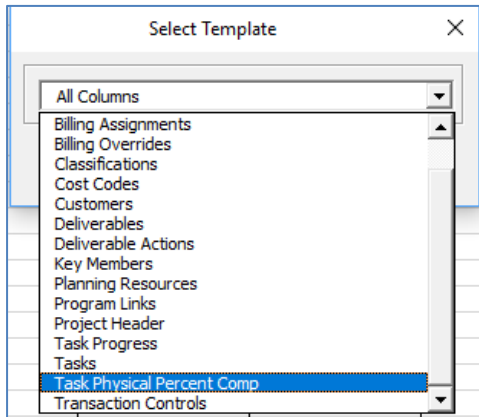 Select Template
All Columns
Billing Assignments
Billing Overrides
Classifications
Cost Codes
Customers
Deliverables
Deliverable Actions
Key Members
Planning Resources
Program Links
Project Header
Task Progress
Tasks
Task Physical Percent Comp
Transaction Controls